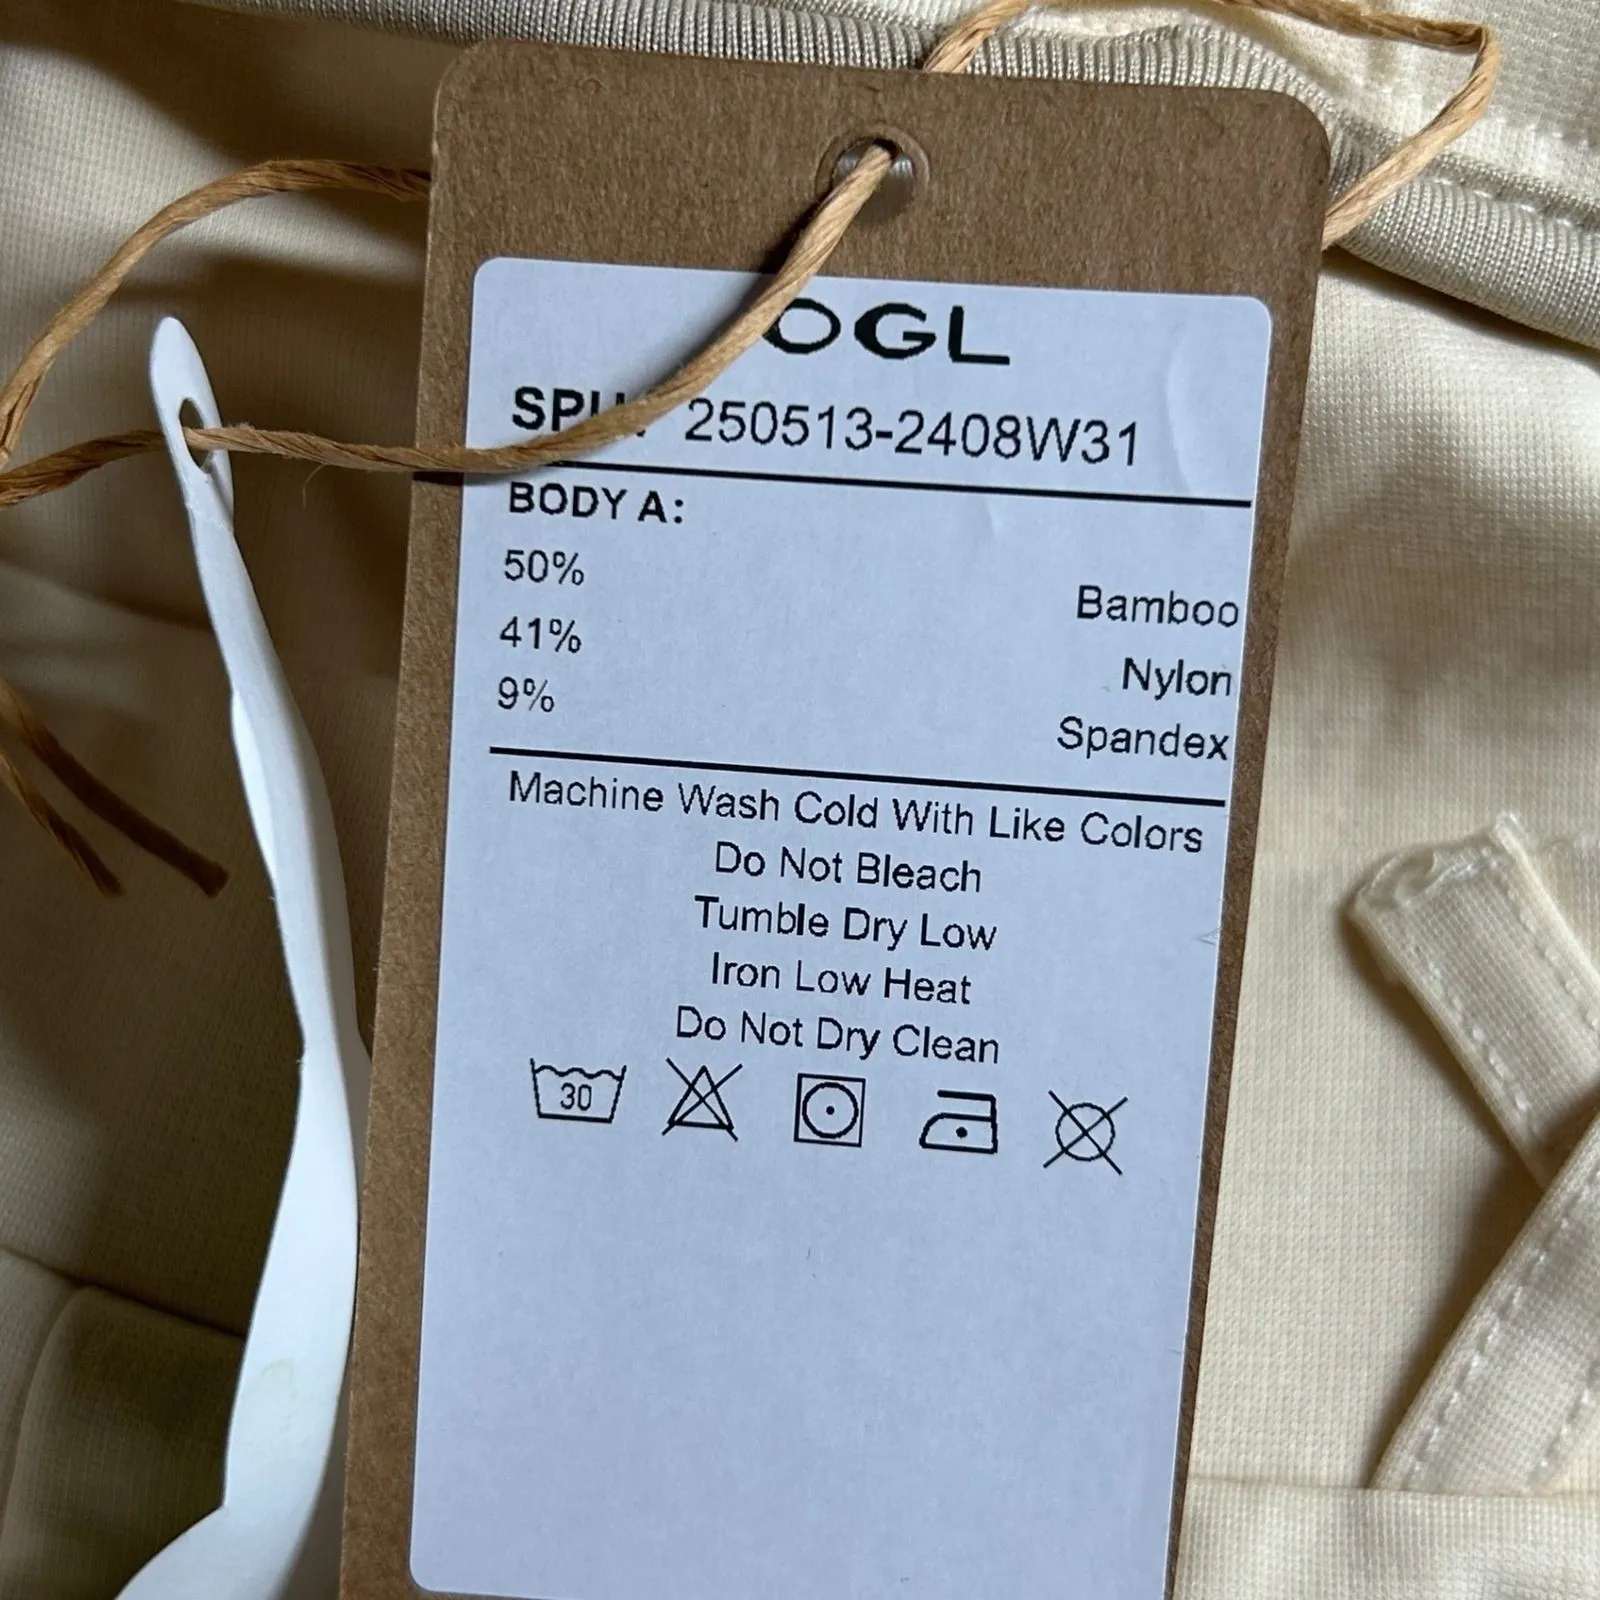 OGL
SPU: 250513-2408W31
BODY A:
50% Bamboo
41% Nylon
9% Spandex
Machine Wash Cold With Like Colors
Do Not Bleach
Tumble Dry Low
Iron Low Heat
Do Not Dry Clean
30